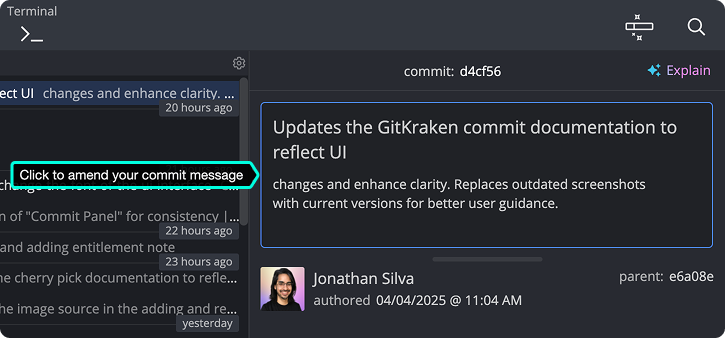 Terminal
commit: d4cf56
Explain
ect UI changes and enhance clarity. ...
20 hours ago
Updates the GitKraken commit documentation to
reflect UI
Click to amend your commit message
changes and enhance clarity. Replaces outdated screenshots
with current versions for better user guidance.
n of "Commit Panel" for consistency |...
22 hours ago
and adding entitlement note
23 hours ago
he cherry pick documentation to refle...
he image source in the adding and re...
yesterday
Jonathan Silva
authored 04/04/2025 @ 11:04 AM
parent: e6a08e